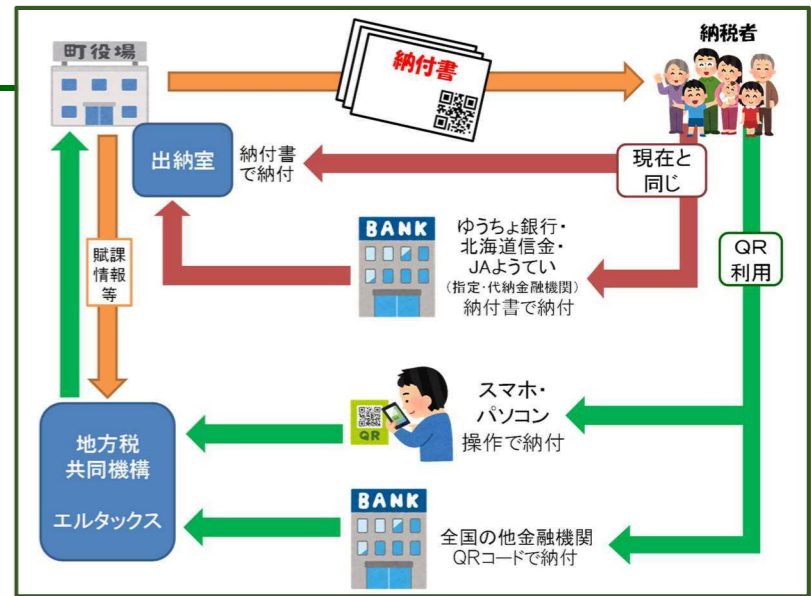 町役場
納付書
納税者
出納室
納付書
で納付
現在と
同じ
BANK
ゆうちょ銀行・
北海道信金・
JAようてい
（指定・代納金融機関）
納付書で納付
賦課
情報
等
QR
利用
スマホ・
パソコン
操作で納付
QR
地方税
共同機構
エルタックス
BANK
全国の他金融機関
QRコードで納付